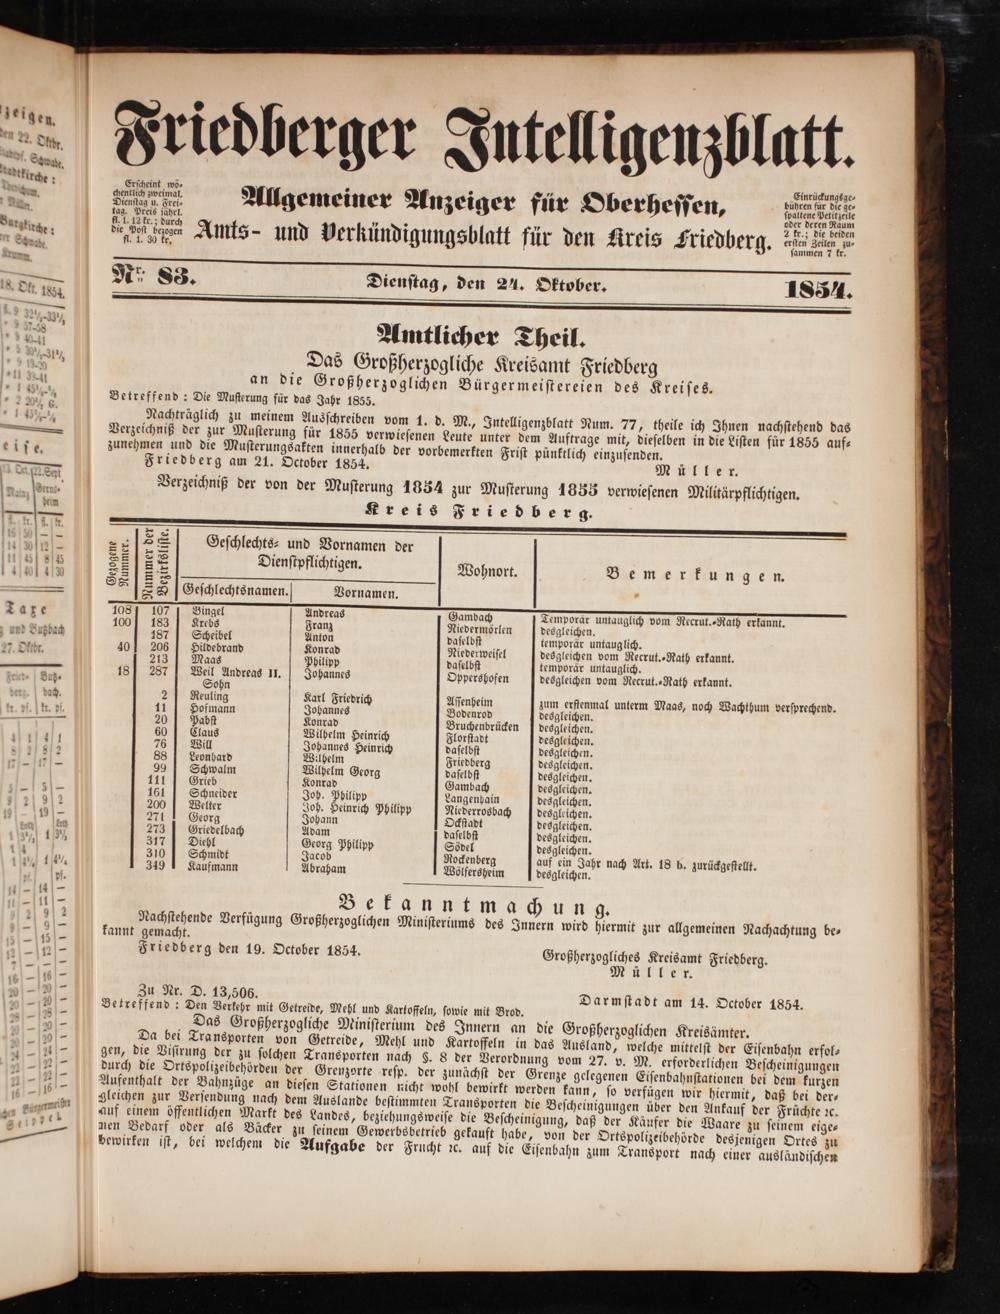 Friedberger Intelligenzblatt.
Erscheint wö-
chentlich zweimal,
Dienstag u. Frei-
tag. Preis jährl.
fl. 1. 12 kr.; durch
die Post bezogen
fl. 1. 30 kr.
Allgemeiner Anzeiger für Oberhessen,
Amts- und Verkündigungsblatt für den Kreis Friedberg.
Einrückungsge-
bühren für die ge-
spaltene Petitzeile
oder deren Raum
2 kr.; die beiden
ersten Zeilen zu-
sammen 7 kr.
Nr. 83.
Dienstag, den 24. Oktober.
1854.
Amtlicher Theil.
Das Großherzogliche Kreisamt Friedberg
an die Großherzoglichen Bürgermeistereien des Kreises.
Betreffend: Die Musterung für das Jahr 1855.
Nachträglich zu meinem Ausschreiben vom 1. d. M., Intelligenzblatt Num. 77, theile ich Ihnen nachstehend das
Verzeichniß der zur Musterung für 1855 verwiesenen Leute unter dem Auftrage mit, dieselben in die Listen für 1855 auf-
zunehmen und die Musterungsakten innerhalb der vorbemerkten Frist pünktlich einzusenden.
Friedberg am 21. October 1854.
Müller.
Verzeichniß der von der Musterung 1854 zur Musterung 1855 verwiesenen Militärpflichtigen.
Kreis Friedberg.
Gezogene Nummer.
Nummer der Bezirksliste.
Geschlechts- und Vornamen der
Dienstpflichtigen.
Geschlechtsnamen.
Vornamen.
Wohnort.
Bemerkungen.
108 107 Bingel Andreas Gambach Temporär untauglich vom Recrut.-Rath erkannt.
100 183 Krebs Franz Niedermörlen desgleichen.
187 Scheibel Anton daselbst temporär untauglich.
40 206 Hildebrand Konrad Niederweisel desgleichen vom Recrut.-Rath erkannt.
213 Maas Philipp daselbst temporär untauglich.
18 287 Weil Andreas II. Johannes Oppershofen desgleichen vom Recrut.-Rath erkannt.
Sohn
2 Reuling Karl Friedrich Assenheim zum erstenmal unterm Maas, noch Wachthum versprechend.
11 Hofmann Johannes Bodenrod desgleichen.
20 Pabst Konrad Bruchenbrücken desgleichen.
60 Claus Wilhelm Heinrich Florstadt desgleichen.
76 Will Johannes Heinrich daselbst desgleichen.
88 Leonhard Wilhelm Friedberg desgleichen.
99 Schwalm Wilhelm Georg daselbst desgleichen.
111 Grieb Konrad Gambach desgleichen.
161 Schneider Joh. Philipp Langenhain desgleichen.
200 Welter Joh. Heinrich Philipp Niederrosbach desgleichen.
271 Georg Johann Ockstadt desgleichen.
273 Griedelbach Adam daselbst desgleichen.
317 Diehl Georg Philipp Södel desgleichen.
310 Schmidt Jacob Rockenberg auf ein Jahr nach Art. 18 b. zurückgestellt.
349 Kaufmann Abraham Wölfersheim desgleichen.
Bekanntmachung.
Nachstehende Verfügung Großherzoglichen Ministeriums des Innern wird hiermit zur allgemeinen Nachachtung be-
kannt gemacht.
Friedberg den 19. October 1854.
Großherzogliches Kreisamt Friedberg.
Müller.
Zu Nr. D. 13,506.
Darmstadt am 14. October 1854.
Betreffend: Den Verkehr mit Getreide, Mehl und Kartoffeln, sowie mit Brod.
Das Großherzogliche Ministerium des Innern an die Großherzoglichen Kreisämter.
Da bei Transporten von Getreide, Mehl und Kartoffeln in das Ausland, welche mittelst der Eisenbahn erfol-
gen, die Visirung der zu solchen Transporten nach §. 8 der Verordnung vom 27. v. M. erforderlichen Bescheinigungen
durch die Ortspolizeibehörden der Grenzorte resp. der zunächst der Grenze gelegenen Eisenbahnstationen bei dem kurzen
Aufenthalt der Bahnzüge an diesen Stationen nicht wohl bewirkt werden kann, so verfügen wir hiermit, daß bei der-
gleichen zur Versendung nach dem Auslande bestimmten Transporten die Bescheinigungen über den Ankauf der Früchte ꝛc.
auf einem öffentlichen Markt des Landes, beziehungsweise die Bescheinigung, daß der Käufer die Waare zu seinem eige-
nen Bedarf oder als Bäcker zu seinem Gewerbsbetrieb gekauft habe, von der Ortspolizeibehörde desjenigen Ortes zu
bewirken ist, bei welchem die Aufgabe der Frucht ꝛc. auf die Eisenbahn zum Transport nach einer ausländischen